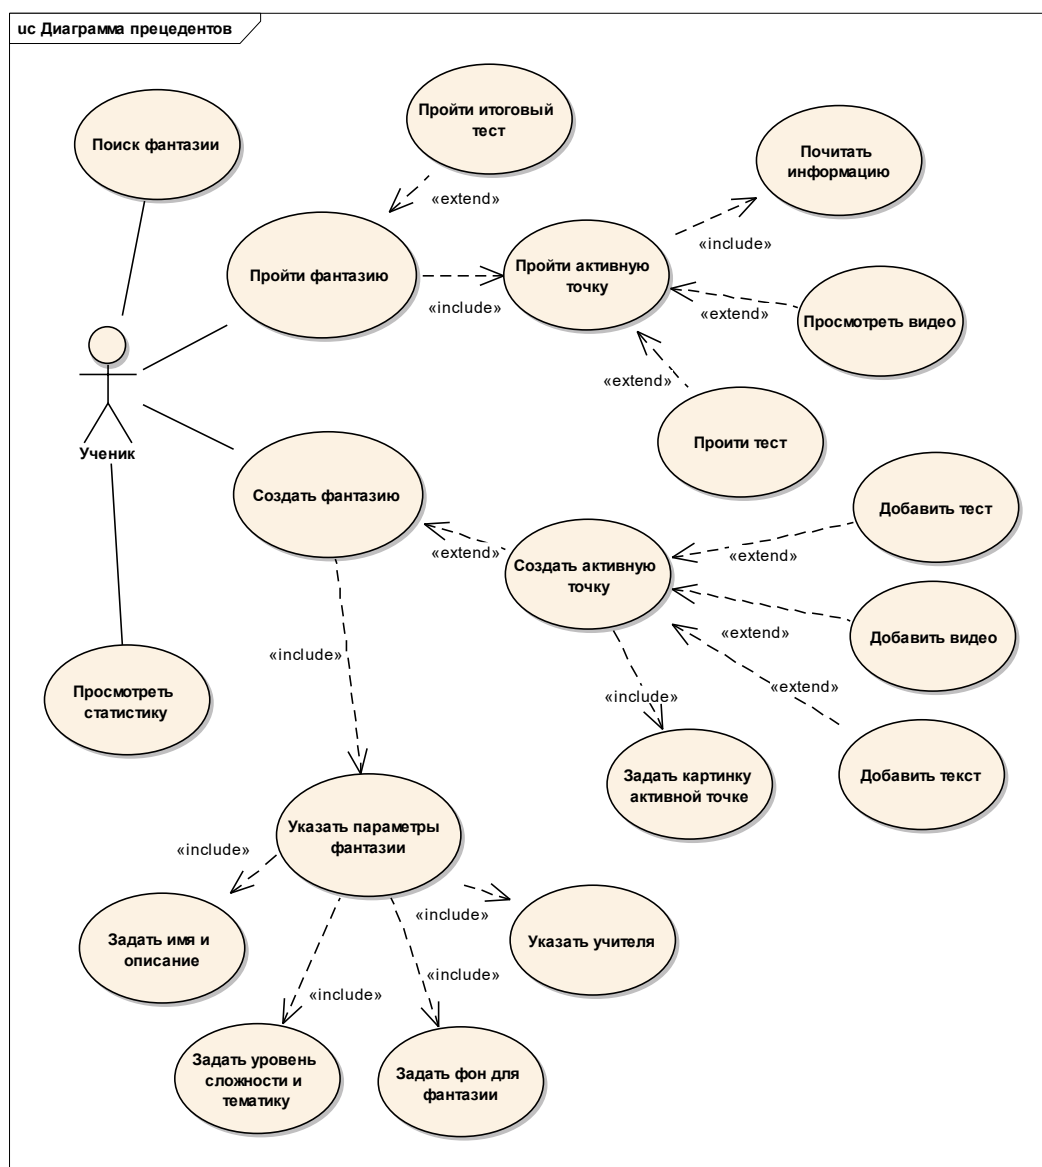 uc Диаграмма прецедентов
Пройти итоговый
тест
Поиск фантазии
Почитать
информацию
«extend»
«include»
Пройти фантазию
Пройти активную
точку
«include»
«extend»
Просмотреть видео
«extend»
Проити тест
Ученик
Создать фантазию
Добавить тест
«extend»
«extend»
Создать активную
точку
«extend»
Добавить видео
«include»
«extend»
Просмотреть
статистику
«include»
Задать картинку
активной точке
Добавить текст
Указать параметры
фантазии
«include»
«include»
Задать имя и
описание
Указать учителя
«include»
«include»
Задать уровень
сложности и
тематику
Задать фон для
фантазии